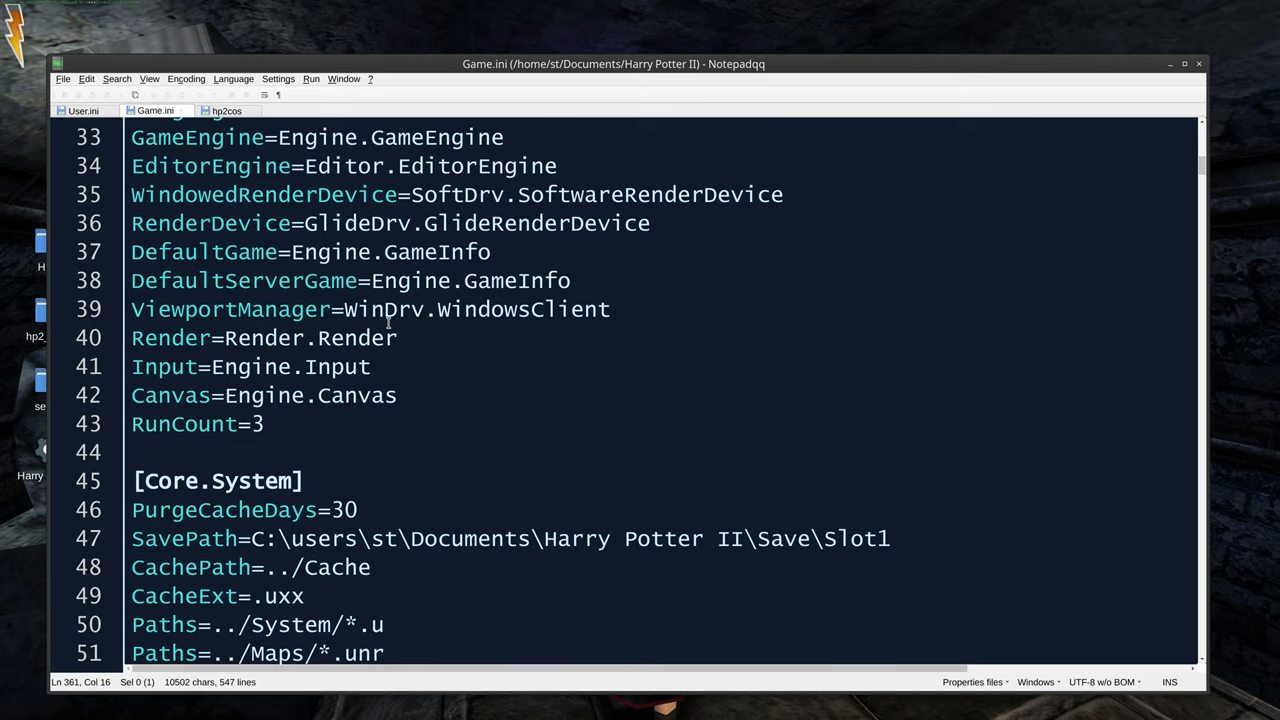 Game.ini (/home/st/Documents/Harry Potter II) - Notepadqq
File Edit Search View Encoding Language Settings Run Window ?
User.ini Game.ini hp2cos
33 GameEngine=Engine.GameEngine
34 EditorEngine=Editor.EditorEngine
35 WindowedRenderDevice=SoftDrv.SoftwareRenderDevice
36 RenderDevice=GlideDrv.GlideRenderDevice
37 DefaultGame=Engine.GameInfo
38 DefaultServerGame=Engine.GameInfo
39 ViewportManager=WinDrv.WindowsClient
40 Render=Render.Render
41 Input=Engine.Input
42 Canvas=Engine.Canvas
43 RunCount=3
44
45 [Core.System]
46 PurgeCacheDays=30
47 SavePath=C:\users\st\Documents\Harry Potter II\Save\Slot1
48 CachePath=../Cache
49 CacheExt=.uxx
50 Paths=../System/*.u
51 Paths=../Maps/*.unr
Ln 361, Col 16 Sel 0 (1) 10502 chars, 547 lines Properties files Windows UTF-8 w/o BOM INS
H
hp2_
se
Harry